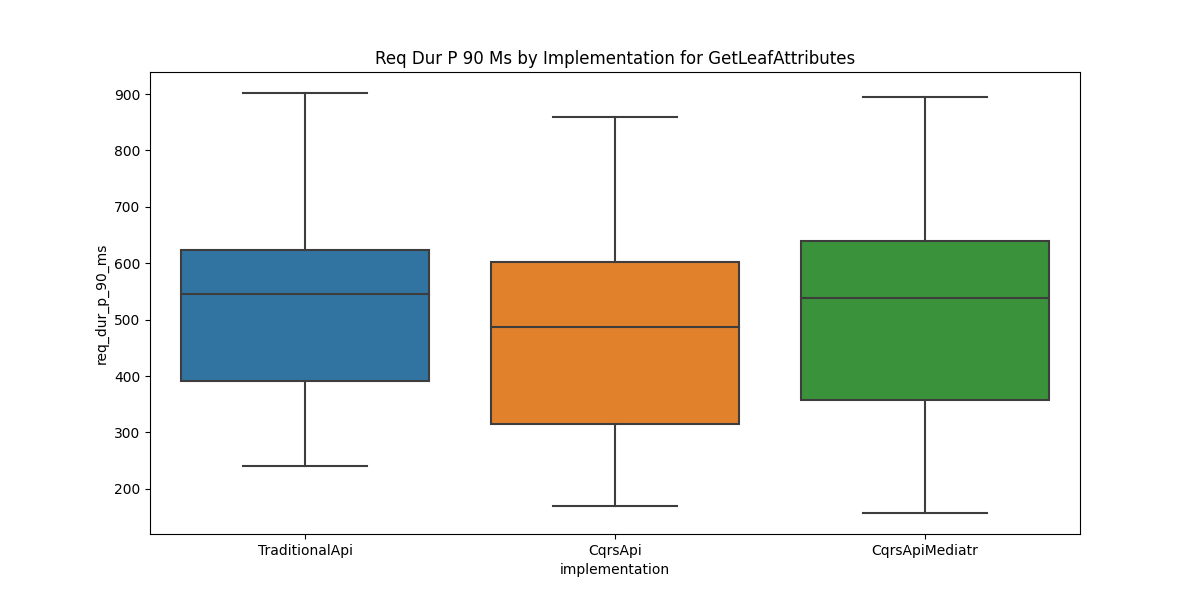 Req Dur P 90 Ms by Implementation for GetLeafAttributes
req_dur_p_90_ms
900
800
700
600
500
400
300
200
TraditionalApi
CqrsApi
CqrsApiMediatr
implementation